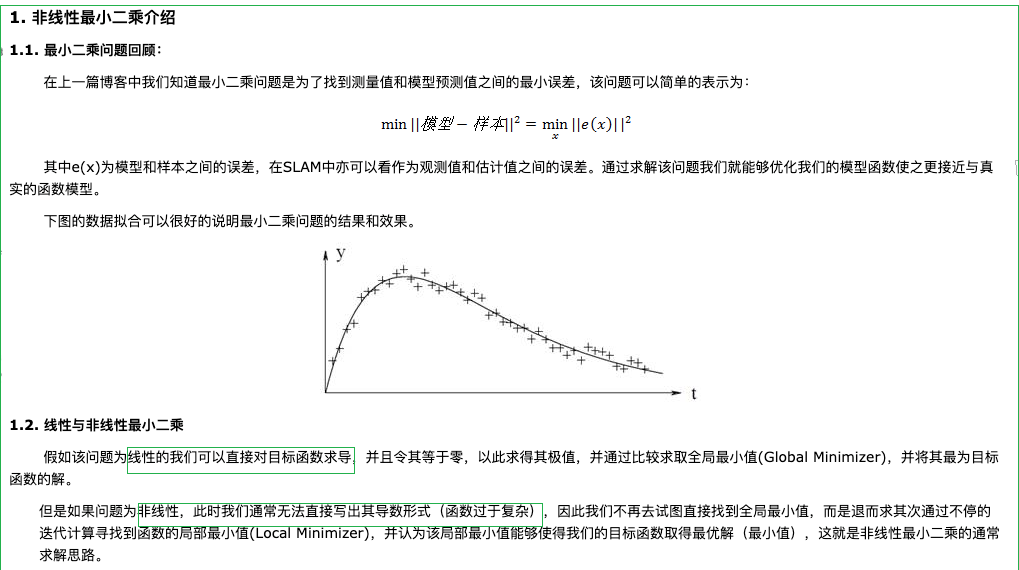 1. 非线性最小二乘介绍
1.1. 最小二乘问题回顾：
在上一篇博客中我们知道最小二乘问题是为了找到测量值和模型预测值之间的最小误差，该问题可以简单的表示为：
min ||模型 − 样本||² = min ||e(x)||²
x
其中e(x)为模型和样本之间的误差，在SLAM中亦可以看作为观测值和估计值之间的误差。通过求解该问题我们就能够优化我们的模型函数使之更接近与真
实的函数模型。
下图的数据拟合可以很好的说明最小二乘问题的结果和效果。
y
t
1.2. 线性与非线性最小二乘
假如该问题为线性的我们可以直接对目标函数求导，并且令其等于零，以此求得其极值，并通过比较求取全局最小值(Global Minimizer)，并将其最为目标
函数的解。
但是如果问题为非线性，此时我们通常无法直接写出其导数形式（函数过于复杂），因此我们不再去试图直接找到全局最小值，而是退而求其次通过不停的
迭代计算寻找到函数的局部最小值(Local Minimizer)，并认为该局部最小值能够使得我们的目标函数取得最优解（最小值），这就是非线性最小二乘的通常
求解思路。